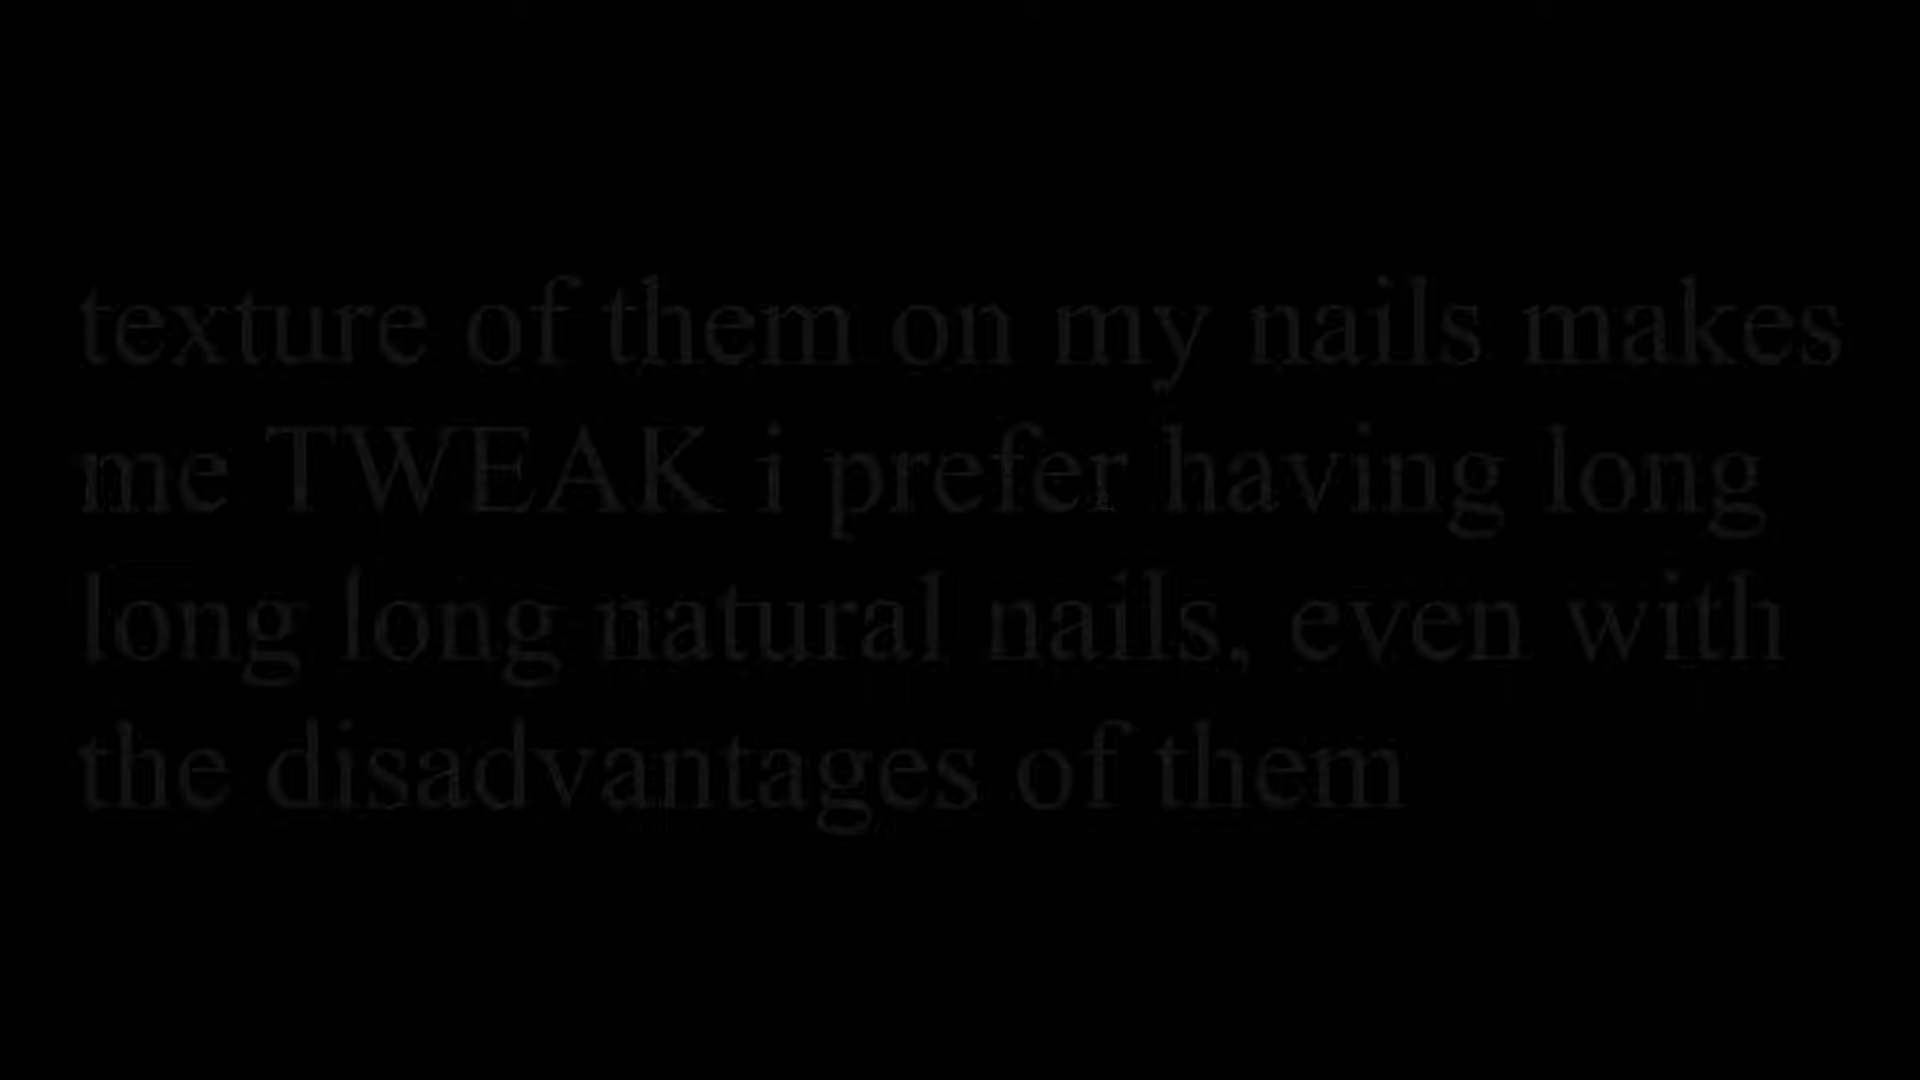 texture of them on my nails makes
me TWEAK i prefer having long
long long natural nails, even with
the disadvantages of them